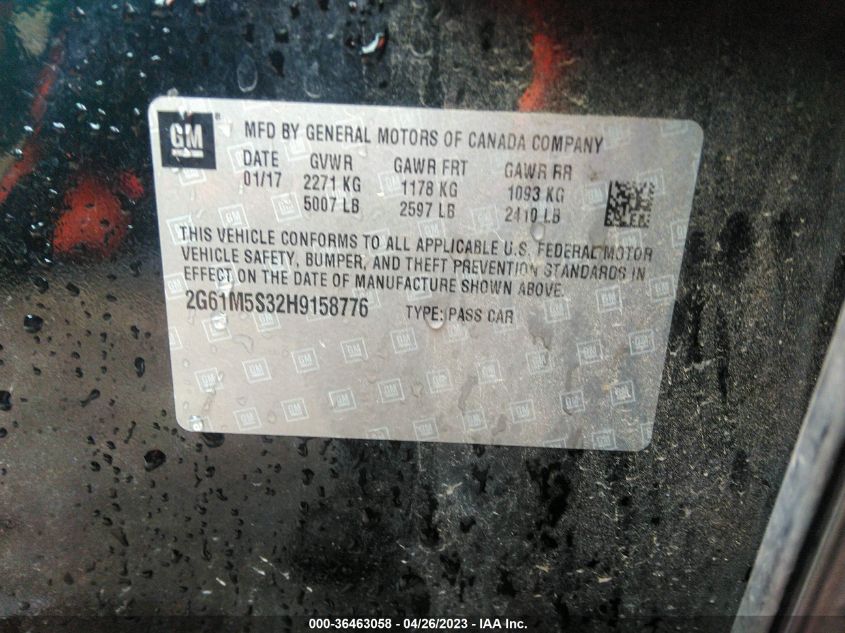 GM ®
MFD BY GENERAL MOTORS OF CANADA COMPANY
DATE GVWR GAWR FRT GAWR RR
01/17 2271 KG 1178 KG 1093 KG
5007 LB 2597 LB 2410 LB
THIS VEHICLE CONFORMS TO ALL APPLICABLE U.S. FEDERAL MOTOR
VEHICLE SAFETY, BUMPER, AND THEFT PREVENTION STANDARDS IN
EFFECT ON THE DATE OF MANUFACTURE SHOWN ABOVE.
2G61M5S32H9158776 TYPE: PASS CAR
000-36463058 - 04/26/2023 - IAA Inc.